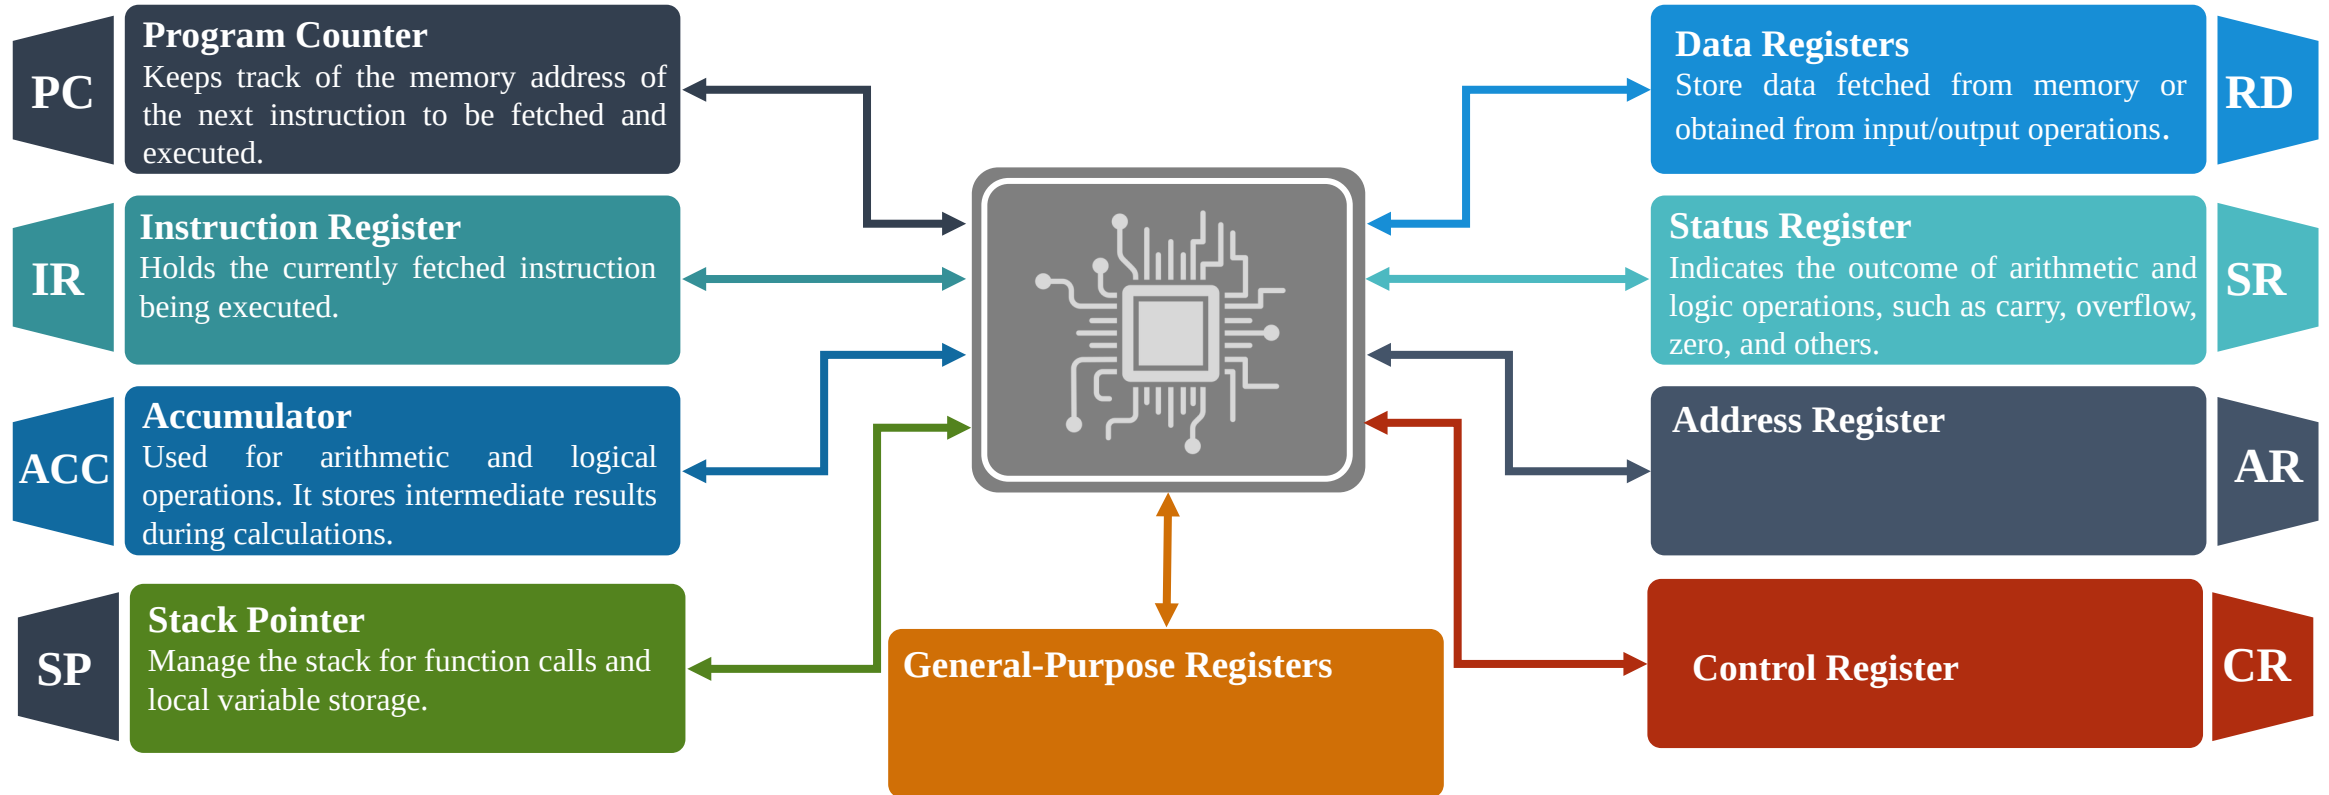 PC
Program Counter
Keeps track of the memory address of
the next instruction to be fetched and
executed.
IR
Instruction Register
Holds the currently fetched instruction
being executed.
ACC
Accumulator
Used for arithmetic and logical
operations. It stores intermediate results
during calculations.
SP
Stack Pointer
Manage the stack for function calls and
local variable storage.
General-Purpose Registers
Data Registers
Store data fetched from memory or
obtained from input/output operations.
RD
Status Register
Indicates the outcome of arithmetic and
logic operations, such as carry, overflow,
zero, and others.
SR
Address Register
AR
Control Register
CR